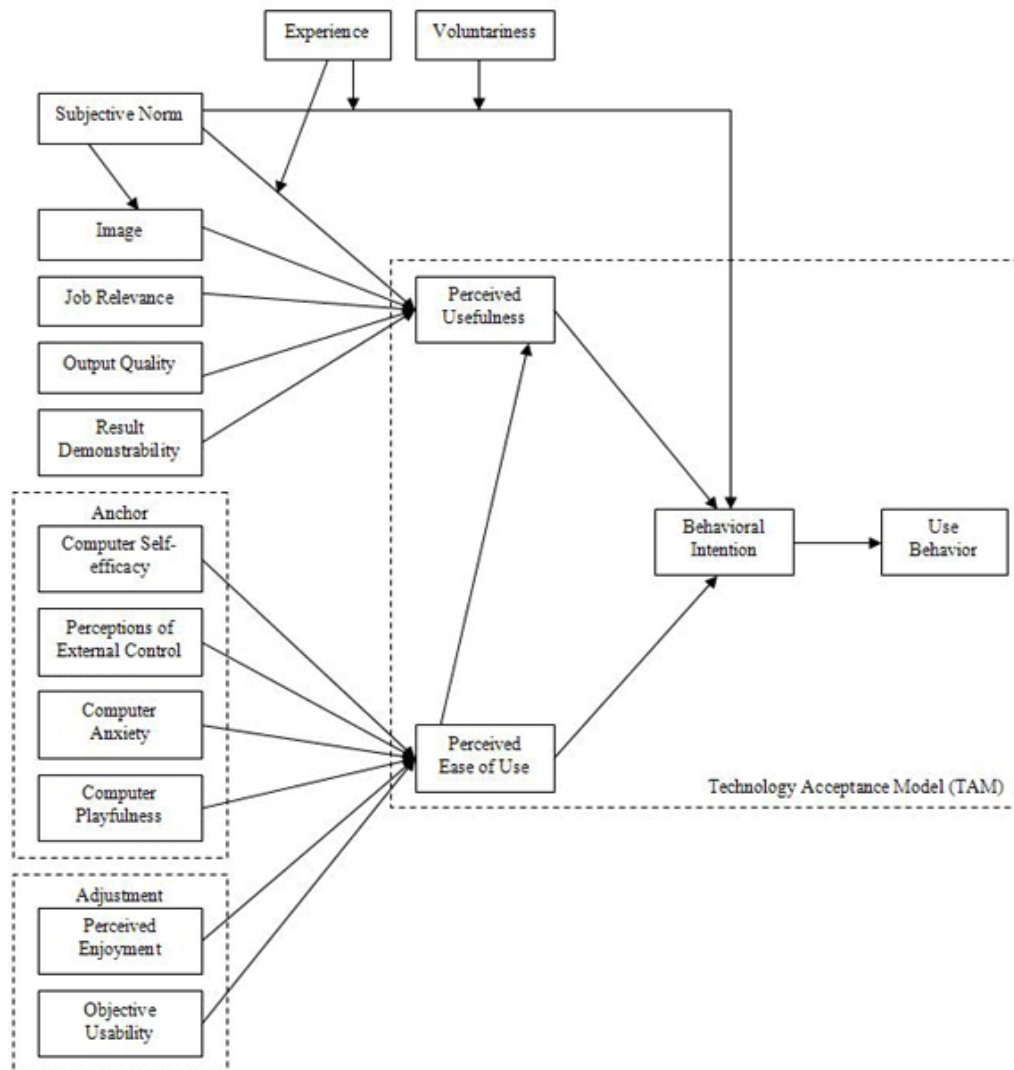 Experience
Voluntariness
Subjective Norm
Image
Job Relevance
Output Quality
Result
Demonstrability
Perceived
Usefulness
Anchor
Computer Self-
efficacy
Perceptions of
External Control
Computer
Anxiety
Computer
Playfulness
Behavioral
Intention
Use
Behavior
Perceived
Ease of Use
Technology Acceptance Model (TAM)
Adjustment
Perceived
Enjoyment
Objective
Usability